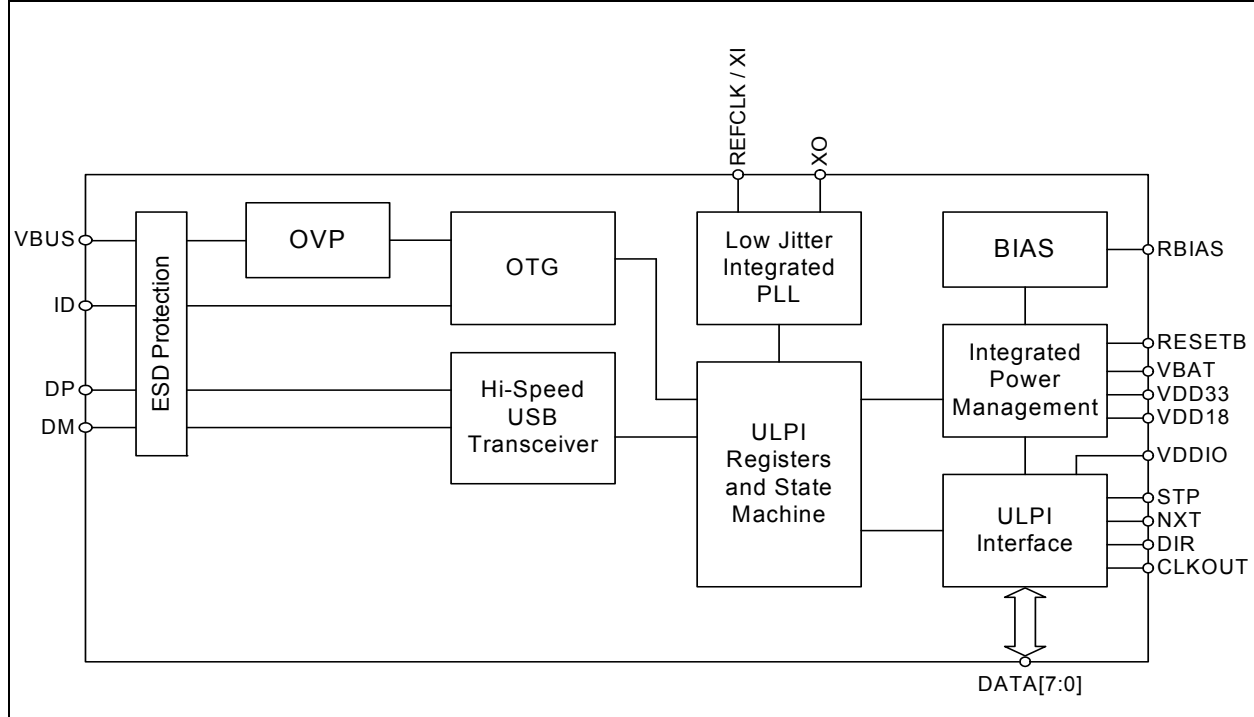 REFCLK / XI
XO
VBUS
ID
DP
DM
ESD Protection
OVP
OTG
Hi-Speed
USB
Transceiver
Low Jitter
Integrated
PLL
ULPI
Registers
and State
Machine
BIAS
Integrated
Power
Management
ULPI
Interface
RBIAS
RESETB
VBAT
VDD33
VDD18
VDDIO
STP
NXT
DIR
CLKOUT
DATA[7:0]